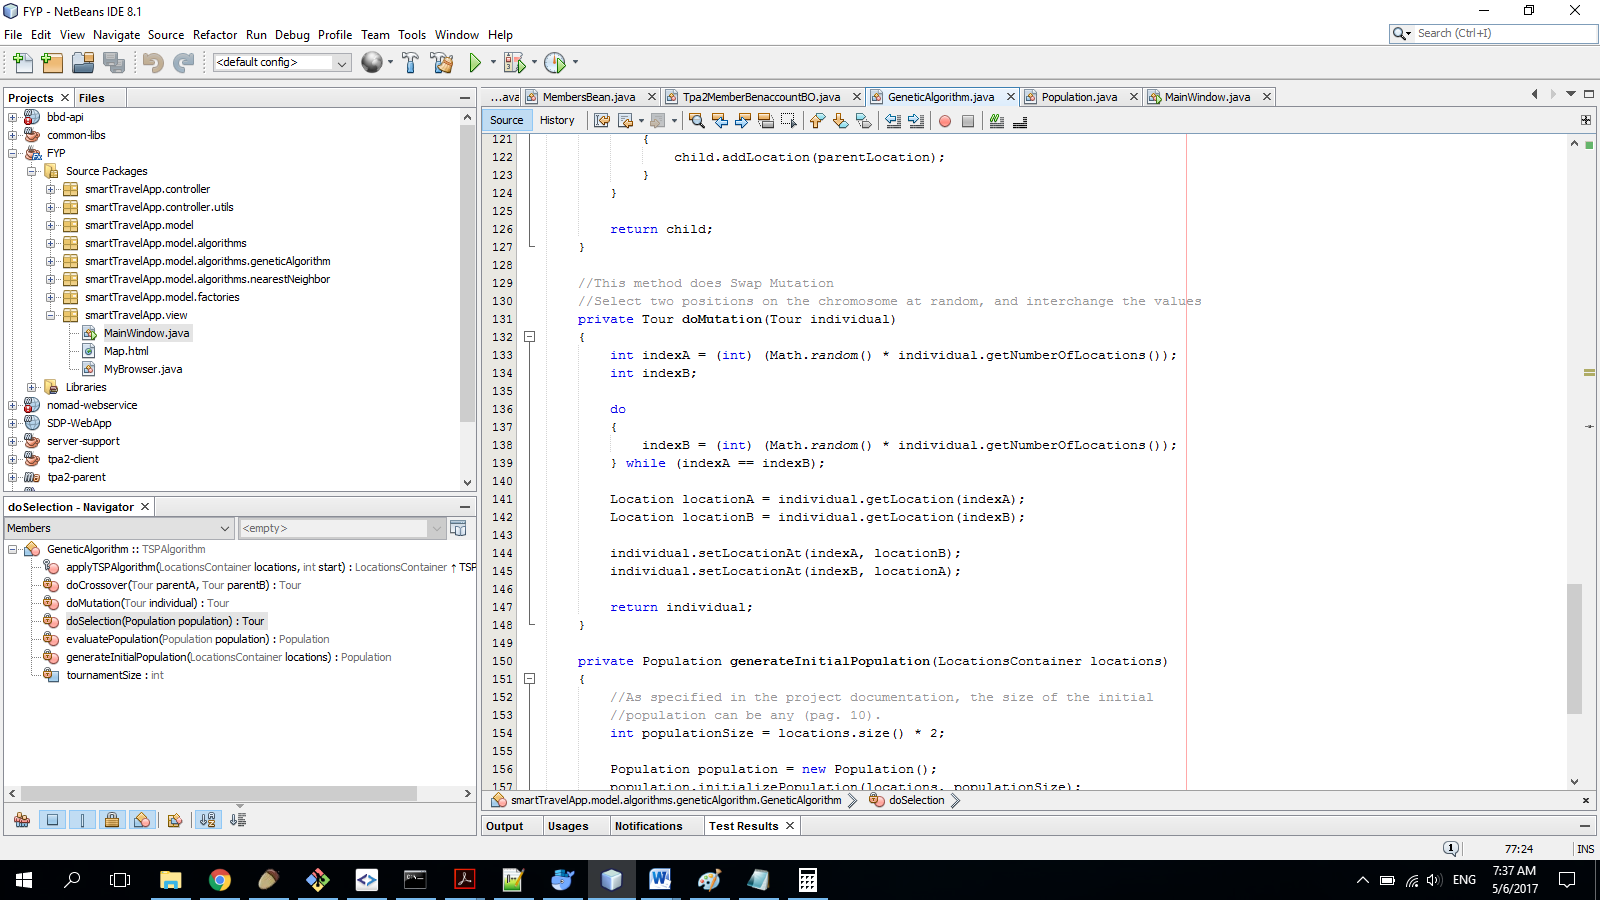 FYP - NetBeans IDE 8.1
File Edit View Navigate Source Refactor Run Debug Profile Team Tools Window Help
Search (Ctrl+I)
<default config>
Projects
Files
bbd-api
common-libs
FYP
Source Packages
smartTravelApp.controller
smartTravelApp.controller.utils
smartTravelApp.model
smartTravelApp.model.algorithms
smartTravelApp.model.algorithms.geneticAlgorithm
smartTravelApp.model.algorithms.nearestNeighbor
smartTravelApp.model.factories
smartTravelApp.view
MainWindow.java
Map.html
MyBrowser.java
Libraries
nomad-webservice
SDP-WebApp
server-support
tpa2-client
tpa2-parent
doSelection - Navigator
Members
<empty>
GeneticAlgorithm :: TSPAlgorithm
applyTSPAlgorithm(LocationsContainer locations, int start) : LocationsContainer ↑ TSP
doCrossover(Tour parentA, Tour parentB) : Tour
doMutation(Tour individual) : Tour
doSelection(Population population) : Tour
evaluatePopulation(Population population) : Population
generateInitialPopulation(LocationsContainer locations) : Population
tournamentSize : int
...ava MembersBean.java Tpa2MemberBenaccountBO.java GeneticAlgorithm.java Population.java MainWindow.java
Source History
121 {
122 child.addLocation(parentLocation);
123 }
124 }
125
126 return child;
127 }
128
129 //This method does Swap Mutation
130 //Select two positions on the chromosome at random, and interchange the values
131 private Tour doMutation(Tour individual)
132 {
133 int indexA = (int) (Math.random() * individual.getNumberOfLocations());
134 int indexB;
135
136 do
137 {
138 indexB = (int) (Math.random() * individual.getNumberOfLocations());
139 } while (indexA == indexB);
140
141 Location locationA = individual.getLocation(indexA);
142 Location locationB = individual.getLocation(indexB);
143
144 individual.setLocationAt(indexA, locationB);
145 individual.setLocationAt(indexB, locationA);
146
147 return individual;
148 }
149
150 private Population generateInitialPopulation(LocationsContainer locations)
151 {
152 //As specified in the project documentation, the size of the initial
153 //population can be any (pag. 10).
154 int populationSize = locations.size() * 2;
155
156 Population population = new Population();
157 population.initializePopulation(locations, populationSize);
smartTravelApp.model.algorithms.geneticAlgorithm.GeneticAlgorithm doSelection
Output Usages Notifications Test Results
1 77:24 INS
ENG
7:37 AM
5/6/2017